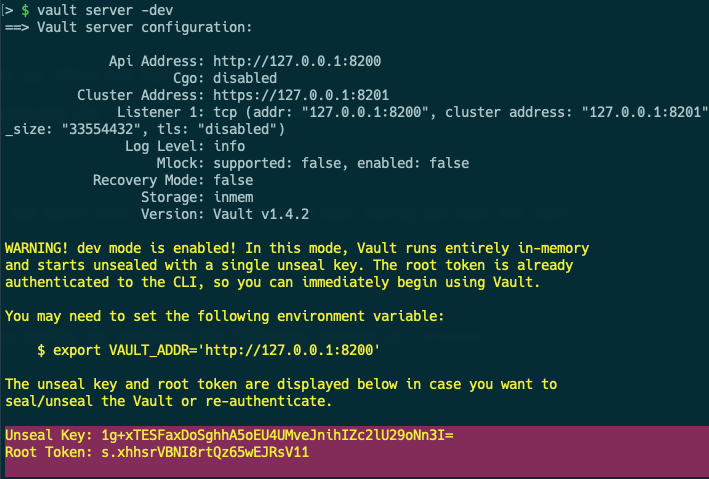 [> $ vault server -dev
==> Vault server configuration:
Api Address: http://127.0.0.1:8200
Cgo: disabled
Cluster Address: https://127.0.0.1:8201
Listener 1: tcp (addr: "127.0.0.1:8200", cluster address: "127.0.0.1:8201"
_size: "33554432", tls: "disabled")
Log Level: info
Mlock: supported: false, enabled: false
Recovery Mode: false
Storage: inmem
Version: Vault v1.4.2
WARNING! dev mode is enabled! In this mode, Vault runs entirely in-memory
and starts unsealed with a single unseal key. The root token is already
authenticated to the CLI, so you can immediately begin using Vault.
You may need to set the following environment variable:
$ export VAULT_ADDR='http://127.0.0.1:8200'
The unseal key and root token are displayed below in case you want to
seal/unseal the Vault or re-authenticate.
Unseal Key: 1g+xTESFaxDoSghhA5oEU4UMveJnihIZc2lU29oNn3I=
Root Token: s.xhhsrVBNI8rtQz65wEJRsV11